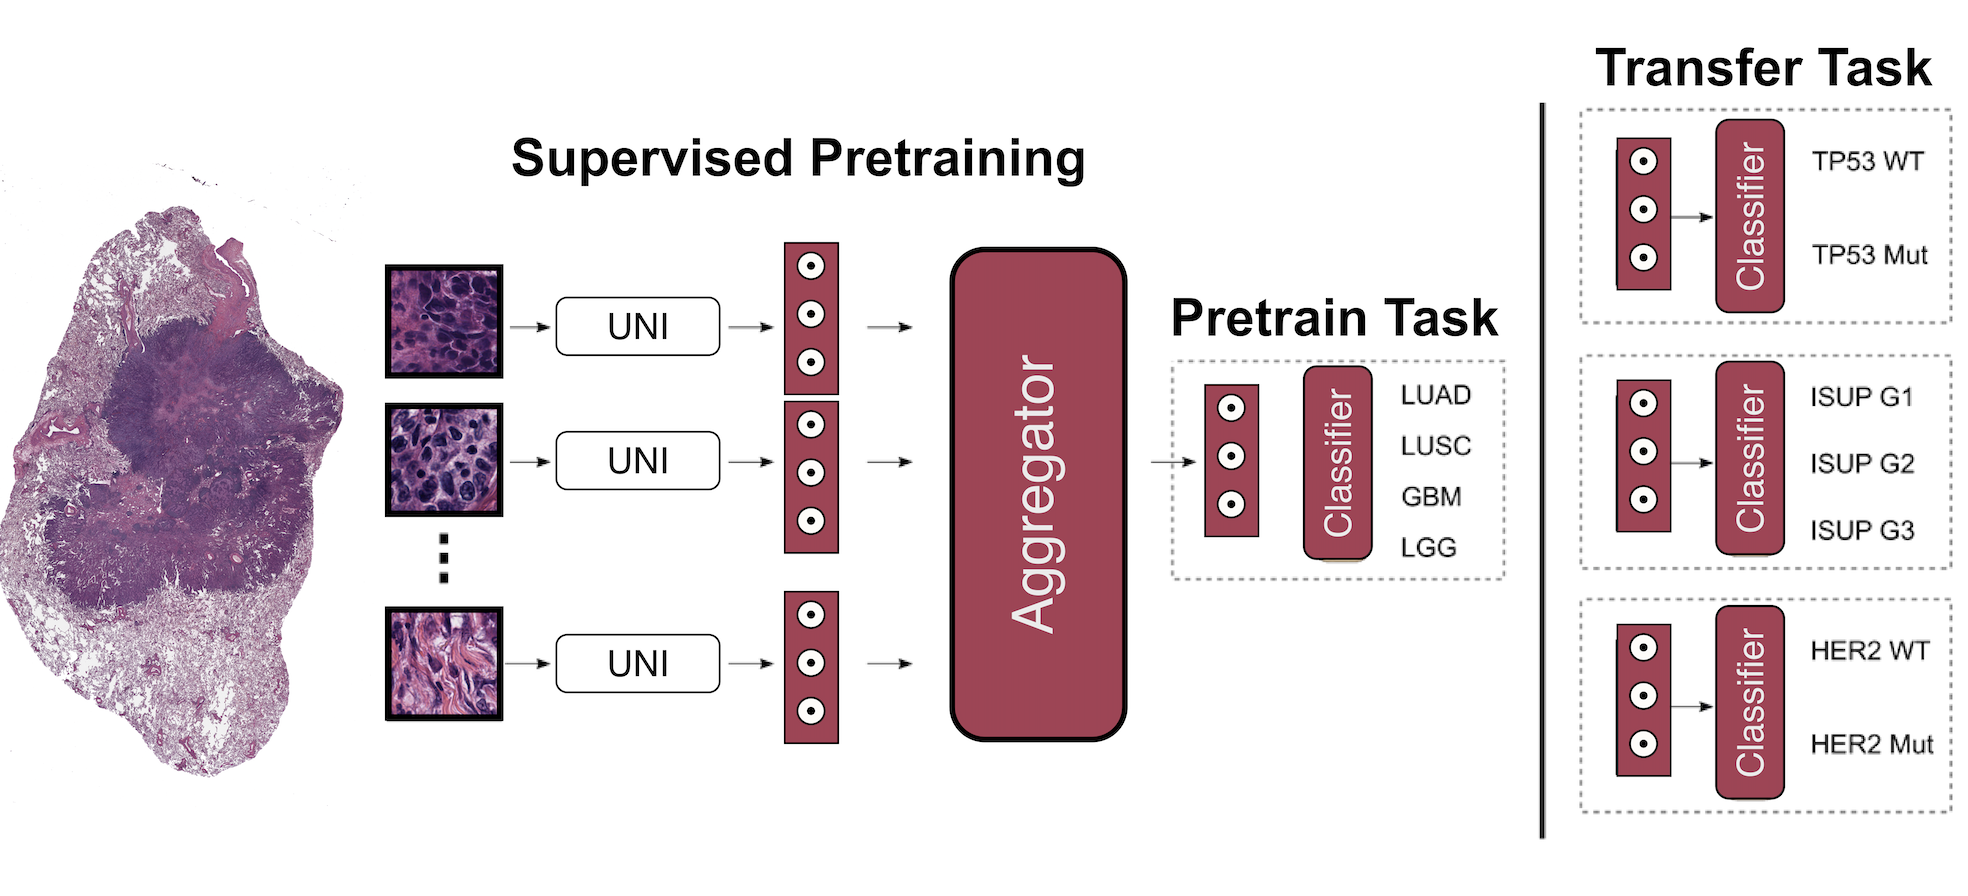 Supervised Pretraining
UNI
UNI
UNI
Aggregator
Pretrain Task
Classifier
LUAD
LUSC
GBM
LGG
Transfer Task
Classifier
TP53 WT
TP53 Mut
Classifier
ISUP G1
ISUP G2
ISUP G3
Classifier
HER2 WT
HER2 Mut